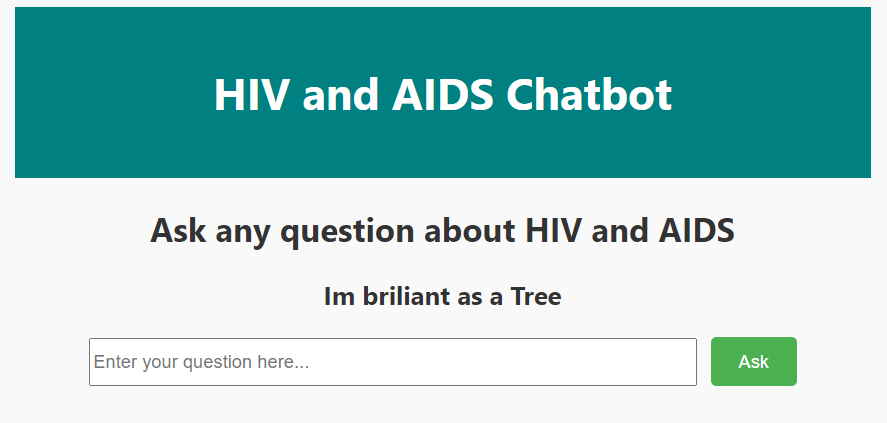 HIV and AIDS Chatbot
Ask any question about HIV and AIDS
Im briliant as a Tree
Enter your question here... Ask